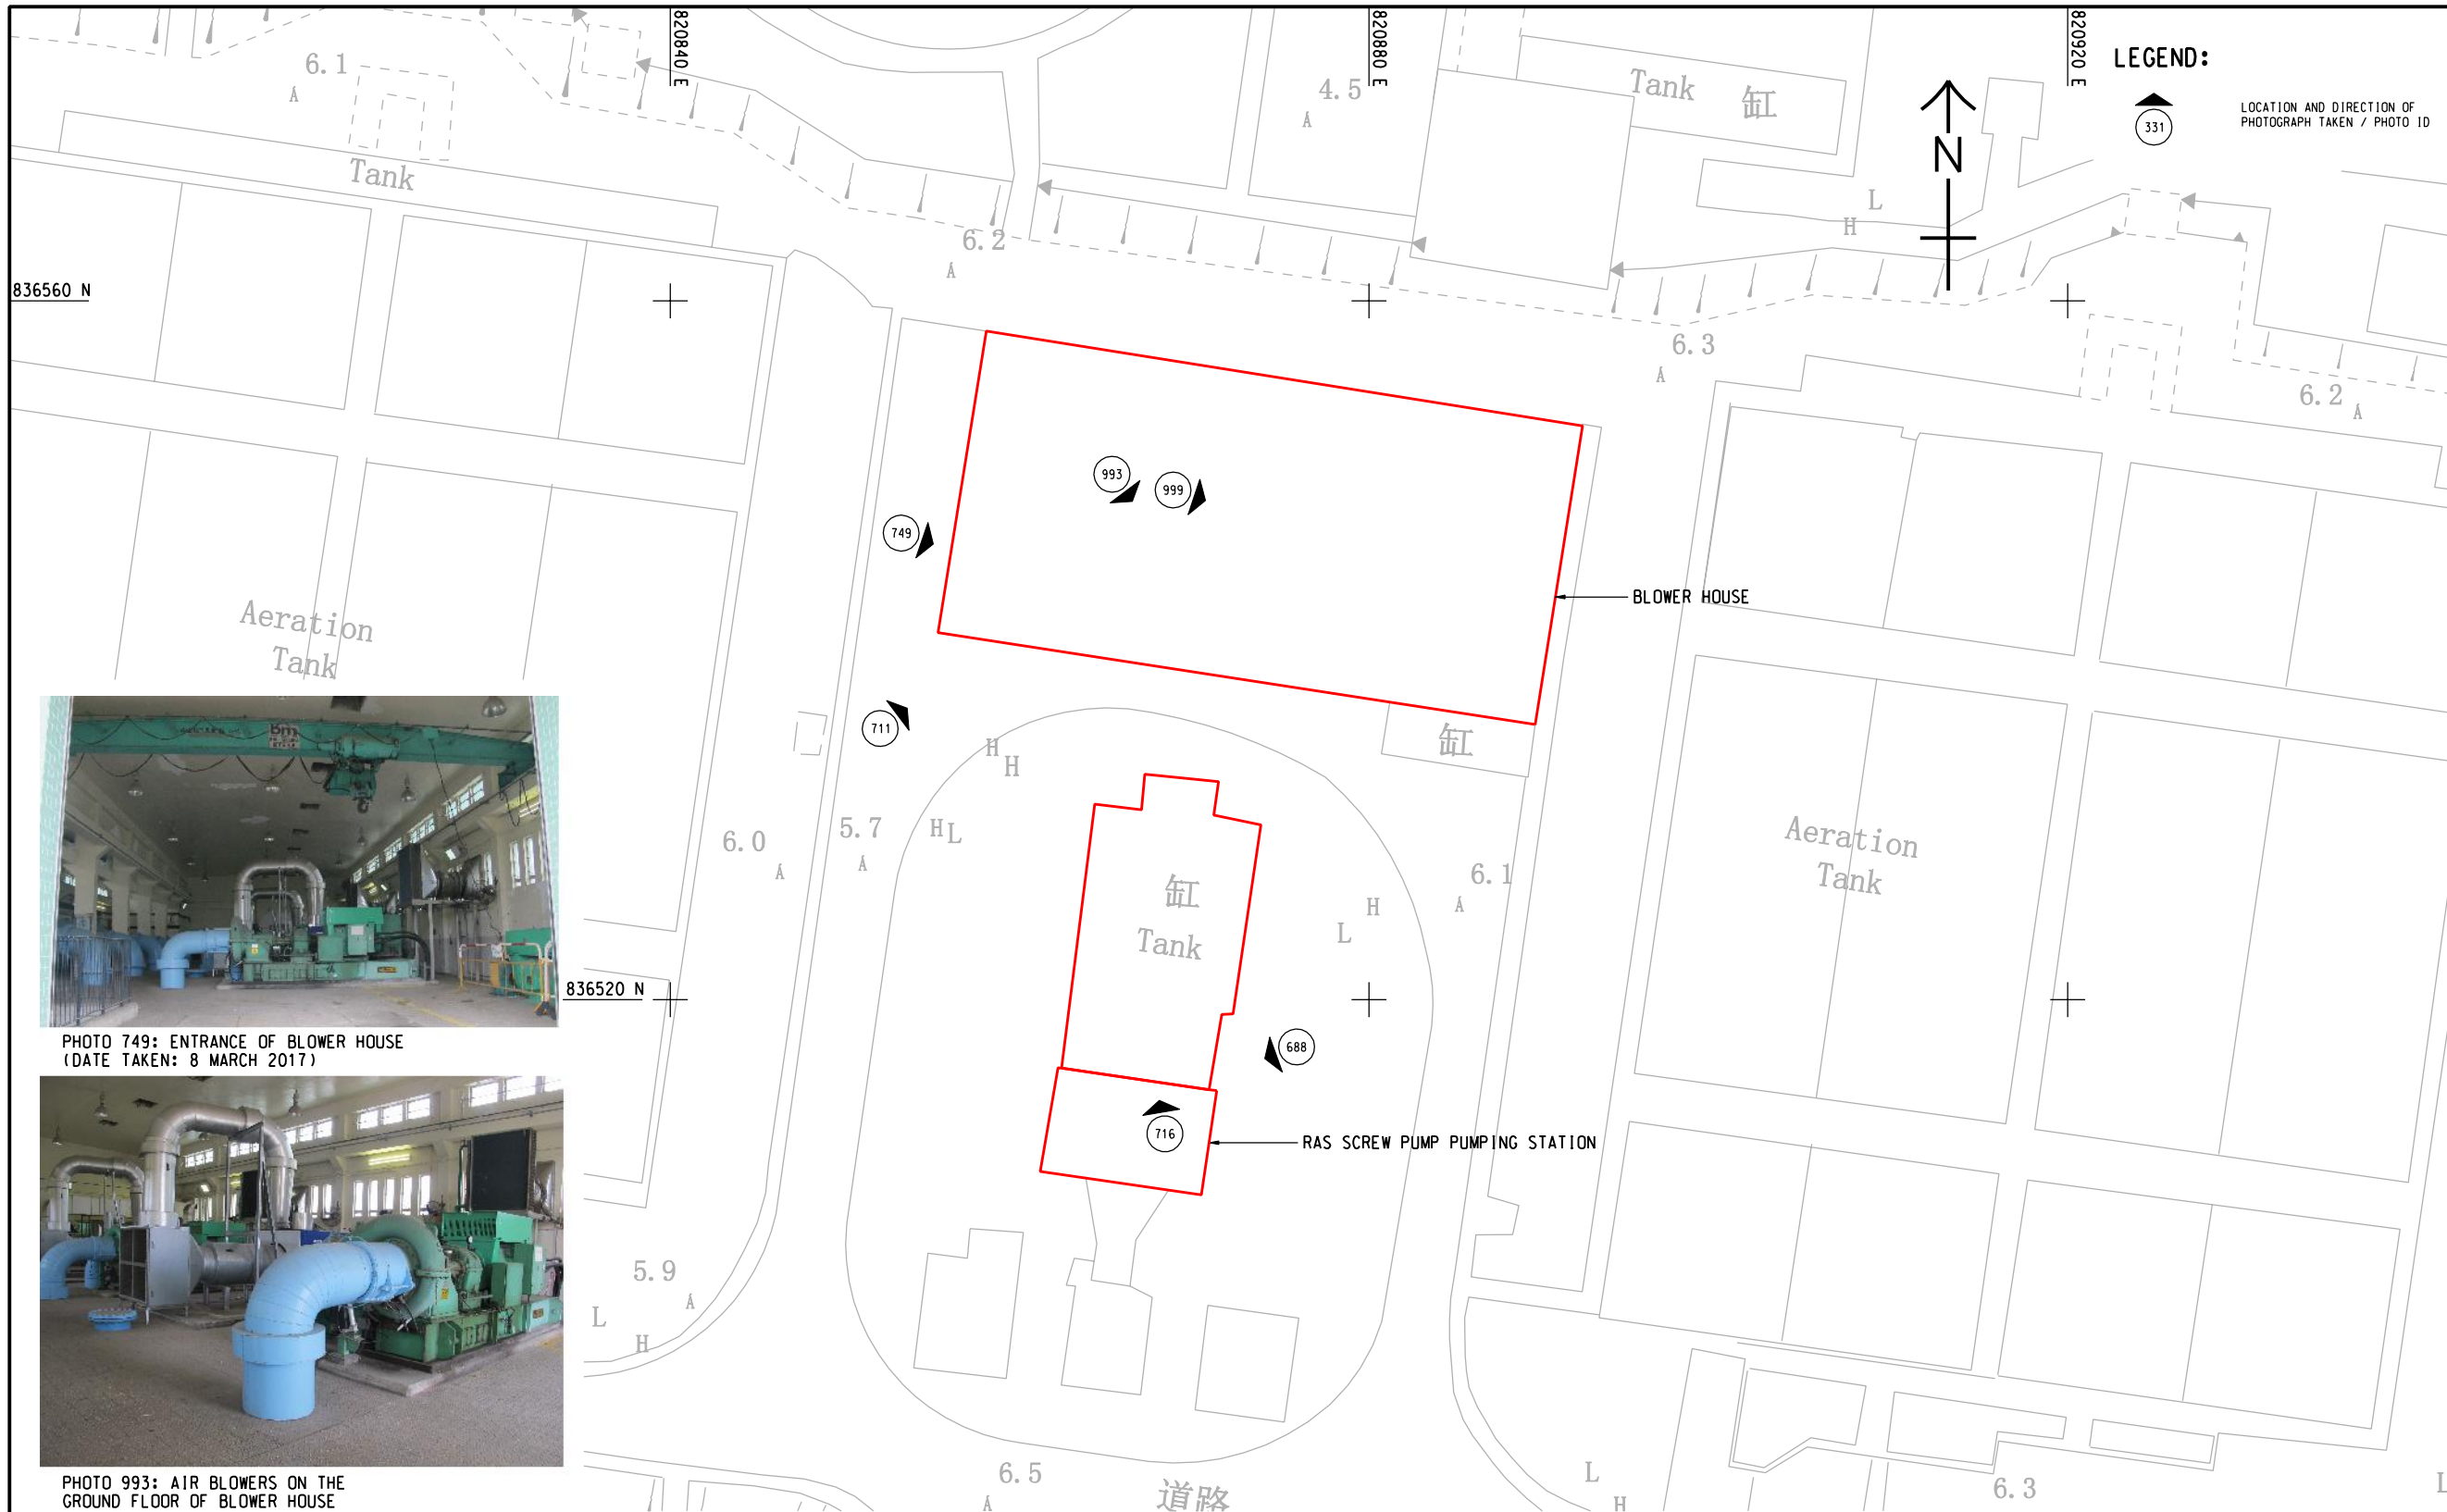 820840 E
820880 E
820920 E
LEGEND:
331
LOCATION AND DIRECTION OF
PHOTOGRAPH TAKEN / PHOTO ID
N
6.1
4.5
Tank 缸
Tank
L
H
6.2
836560 N
6.3
6.2
993
999
749
BLOWER HOUSE
Aeration
Tank
711
缸
H
H
6.0
5.7
H
L
缸
Tank
6.1
H
L
Aeration
Tank
bm
836520 N
PHOTO 749: ENTRANCE OF BLOWER HOUSE
(DATE TAKEN: 8 MARCH 2017)
688
716
RAS SCREW PUMP PUMPING STATION
5.9
L
H
6.5
道路
L
H
6.3
L
PHOTO 993: AIR BLOWERS ON THE
GROUND FLOOR OF BLOWER HOUSE